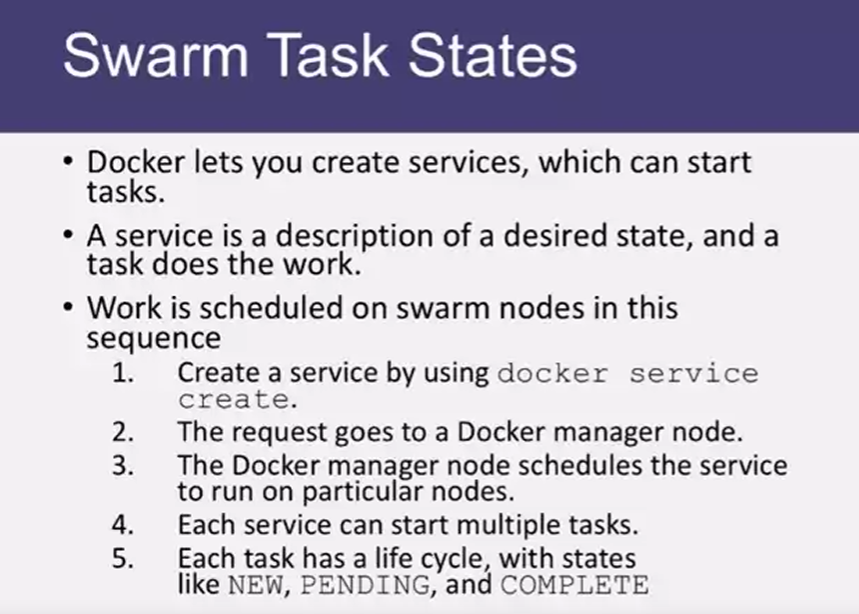 Swarm Task States
• Docker lets you create services, which can start
tasks.
• A service is a description of a desired state, and a
task does the work.
• Work is scheduled on swarm nodes in this
sequence
1. Create a service by using docker service
create.
2. The request goes to a Docker manager node.
3. The Docker manager node schedules the service
to run on particular nodes.
4. Each service can start multiple tasks.
5. Each task has a life cycle, with states
like NEW, PENDING, and COMPLETE